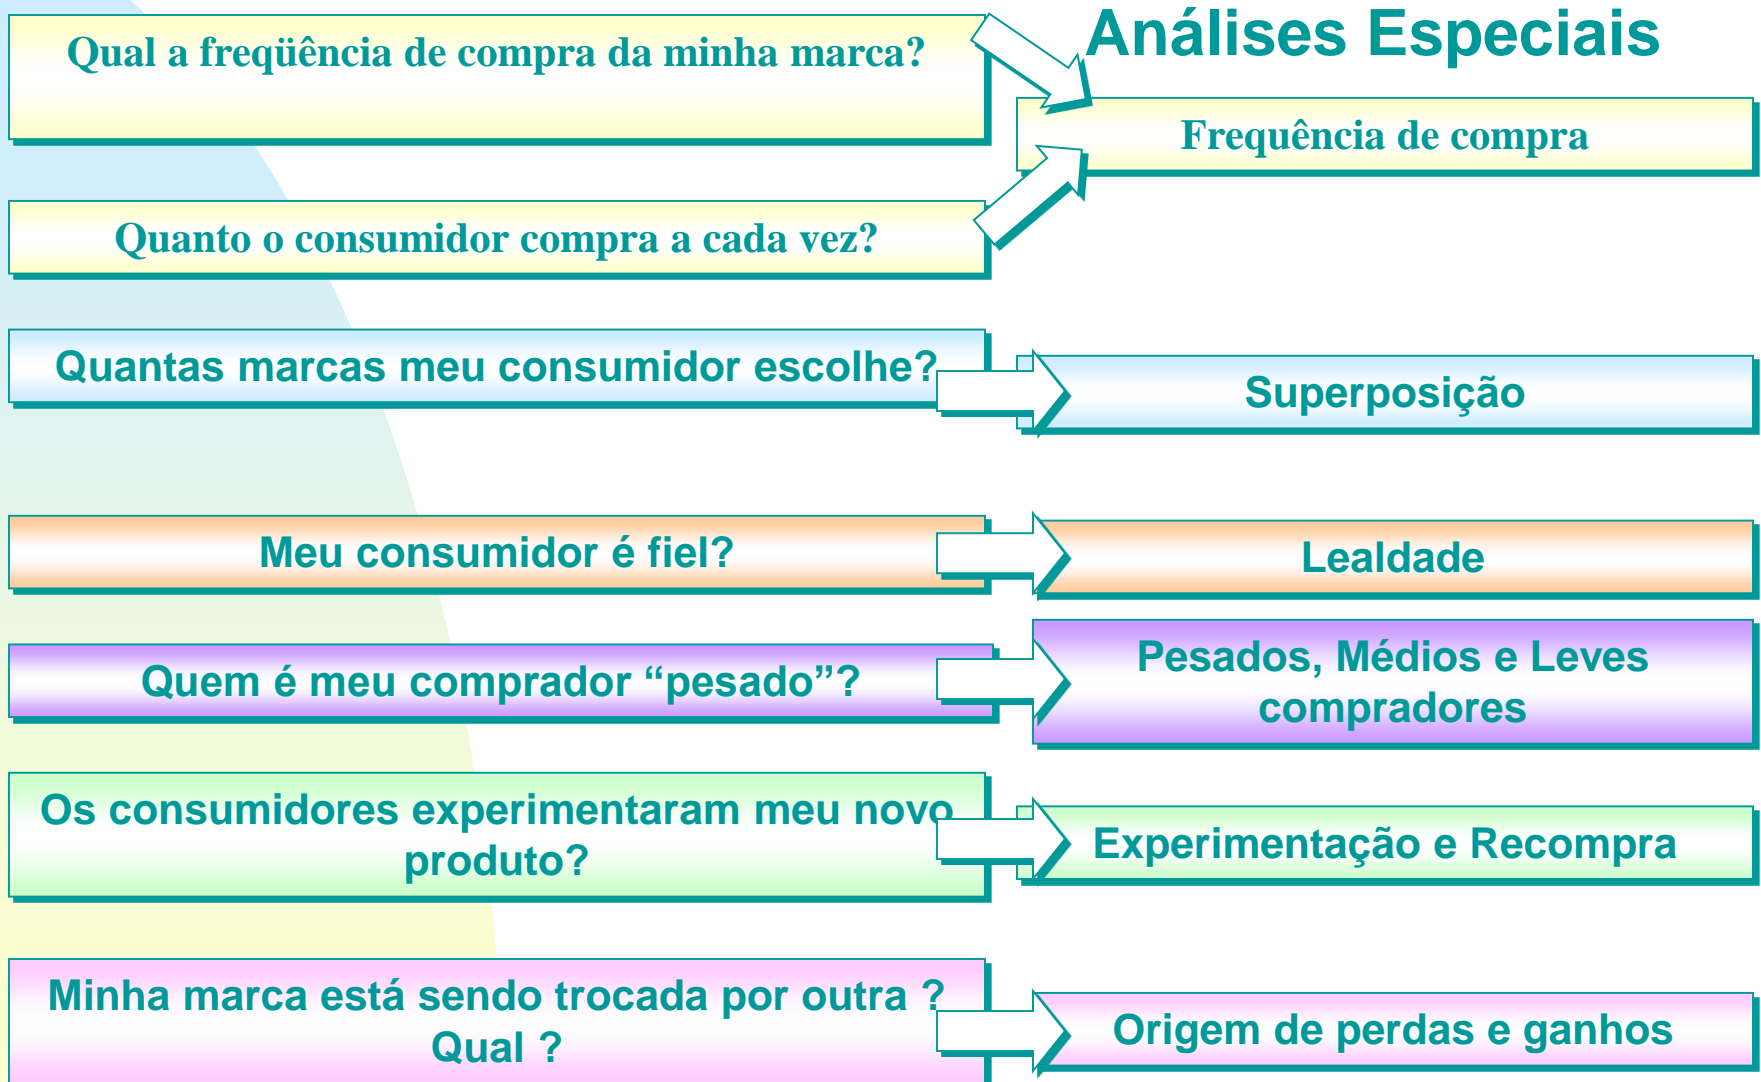 Análises Especiais
Qual a freqüência de compra da minha marca?
Frequência de compra
Quanto o consumidor compra a cada vez?
Quantas marcas meu consumidor escolhe?
Superposição
Meu consumidor é fiel?
Lealdade
Quem é meu comprador “pesado”?
Pesados, Médios e Leves
compradores
Os consumidores experimentaram meu novo
produto?
Experimentação e Recompra
Minha marca está sendo trocada por outra ?
Qual ?
Origem de perdas e ganhos